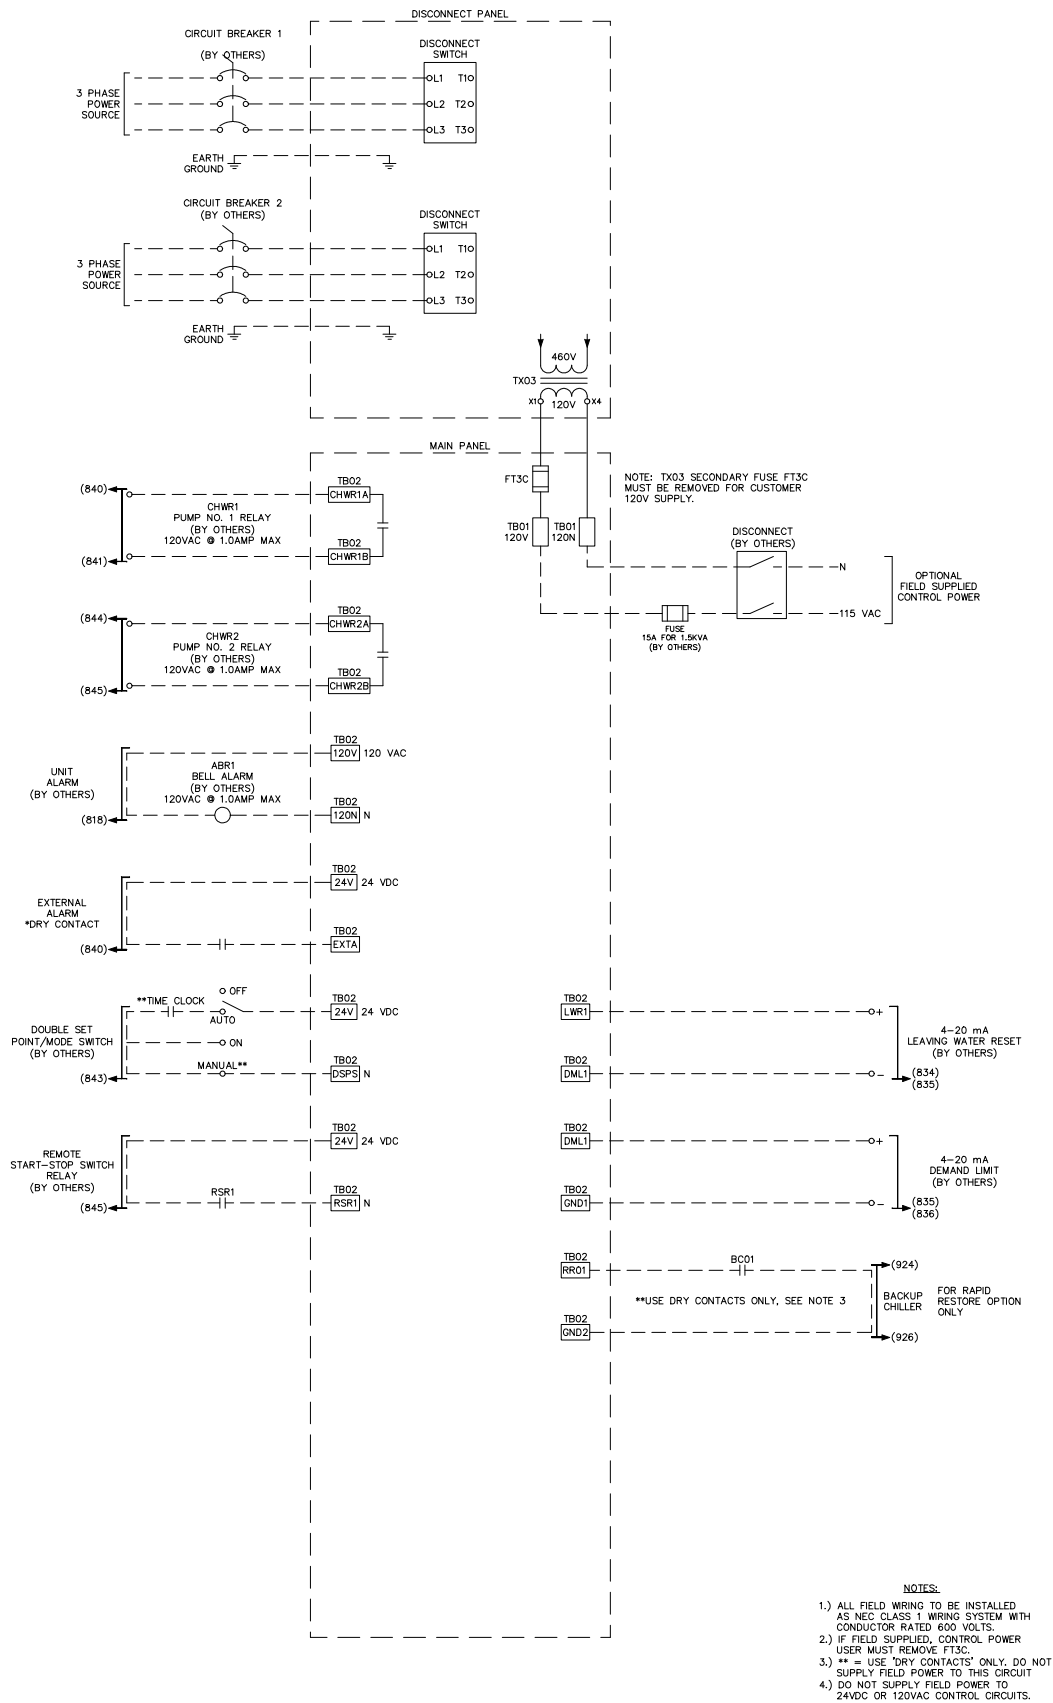 DISCONNECT PANEL
CIRCUIT BREAKER 1
(BY OTHERS)
DISCONNECT
SWITCH
3 PHASE
POWER
SOURCE
L1 T1
L2 T2
L3 T3
EARTH
GROUND
CIRCUIT BREAKER 2
(BY OTHERS)
DISCONNECT
SWITCH
3 PHASE
POWER
SOURCE
L1 T1
L2 T2
L3 T3
EARTH
GROUND
460V
TX03
X1 120V X4
MAIN PANEL
FT3C
NOTE: TX03 SECONDARY FUSE FT3C
MUST BE REMOVED FOR CUSTOMER
120V SUPPLY.
TB01
120V
TB01
120N
DISCONNECT
(BY OTHERS)
N
115 VAC
OPTIONAL
FIELD SUPPLIED
CONTROL POWER
FUSE
15A FOR 1.5KVA
(BY OTHERS)
(840)
TB02
CHWR1A
CHWR1
PUMP NO. 1 RELAY
(BY OTHERS)
120VAC @ 1.0AMP MAX
TB02
CHWR1B
(841)
(844)
TB02
CHWR2A
CHWR2
PUMP NO. 2 RELAY
(BY OTHERS)
120VAC @ 1.0AMP MAX
TB02
CHWR2B
(845)
TB02
120V 120 VAC
UNIT
ALARM
(BY OTHERS)
ABR1
BELL ALARM
(BY OTHERS)
120VAC @ 1.0AMP MAX
TB02
120N N
(818)
TB02
24V 24 VDC
EXTERNAL
ALARM
*DRY CONTACT
TB02
EXTA
(840)
OFF
**TIME CLOCK
AUTO
TB02
24V 24 VDC
DOUBLE SET
POINT/MODE SWITCH
(BY OTHERS)
ON
MANUAL**
TB02
DSPS N
(843)
TB02
LWR1
+
4-20 mA
LEAVING WATER RESET
(BY OTHERS)
TB02
DML1
-
(834)
(835)
TB02
24V 24 VDC
REMOTE
START-STOP SWITCH
RELAY
(BY OTHERS)
RSR1
TB02
RSR1 N
(845)
TB02
DML1
+
4-20 mA
DEMAND LIMIT
(BY OTHERS)
TB02
GND1
-
(835)
(836)
TB02
RR01
BC01
(924)
**USE DRY CONTACTS ONLY, SEE NOTE 3
BACKUP
CHILLER
FOR RAPID
RESTORE OPTION
ONLY
TB02
GND2
(926)
NOTES:
1.) ALL FIELD WIRING TO BE INSTALLED
AS NEC CLASS 1 WIRING SYSTEM WITH
CONDUCTOR RATED 600 VOLTS.
2.) IF FIELD SUPPLIED, CONTROL POWER
USER MUST REMOVE FT3C.
3.) ** = USE 'DRY CONTACTS' ONLY. DO NOT
SUPPLY FIELD POWER TO THIS CIRCUIT
4.) DO NOT SUPPLY FIELD POWER TO
24VDC OR 120VAC CONTROL CIRCUITS.